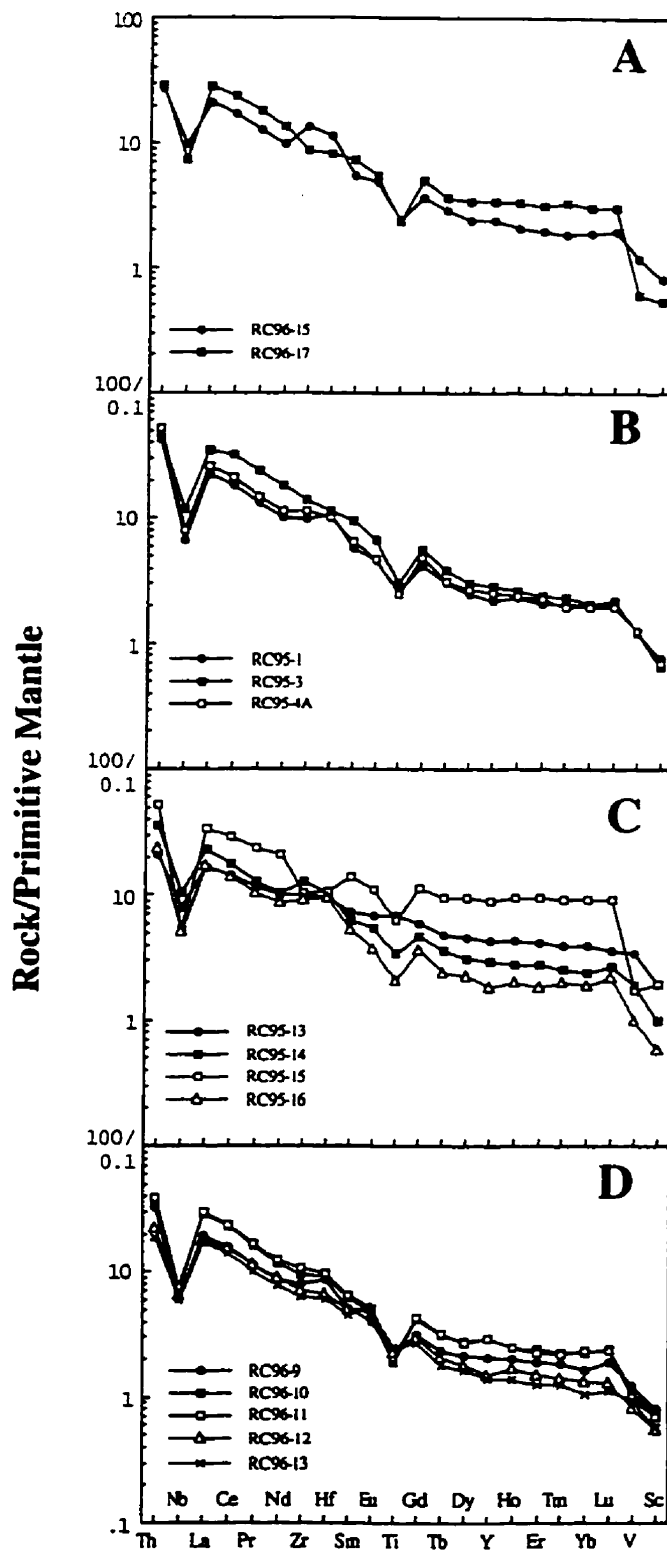 Rock/Primitive Mantle
100
A
10
1
RC96-15
RC96-17
100/
0.1
B
10
1
RC95-1
RC95-3
RC95-4A
100/
0.1
C
10
1
RC95-13
RC95-14
RC95-15
RC95-16
100/
0.1
D
10
RC96-9
RC96-10
RC96-11
1
RC96-12
RC96-13
Nb Ce Nd Hf Eu Gd Dy Ho Tm Lu Sc
.1
Th La Pr Zr Sm Ti Tb Y Er Yb V